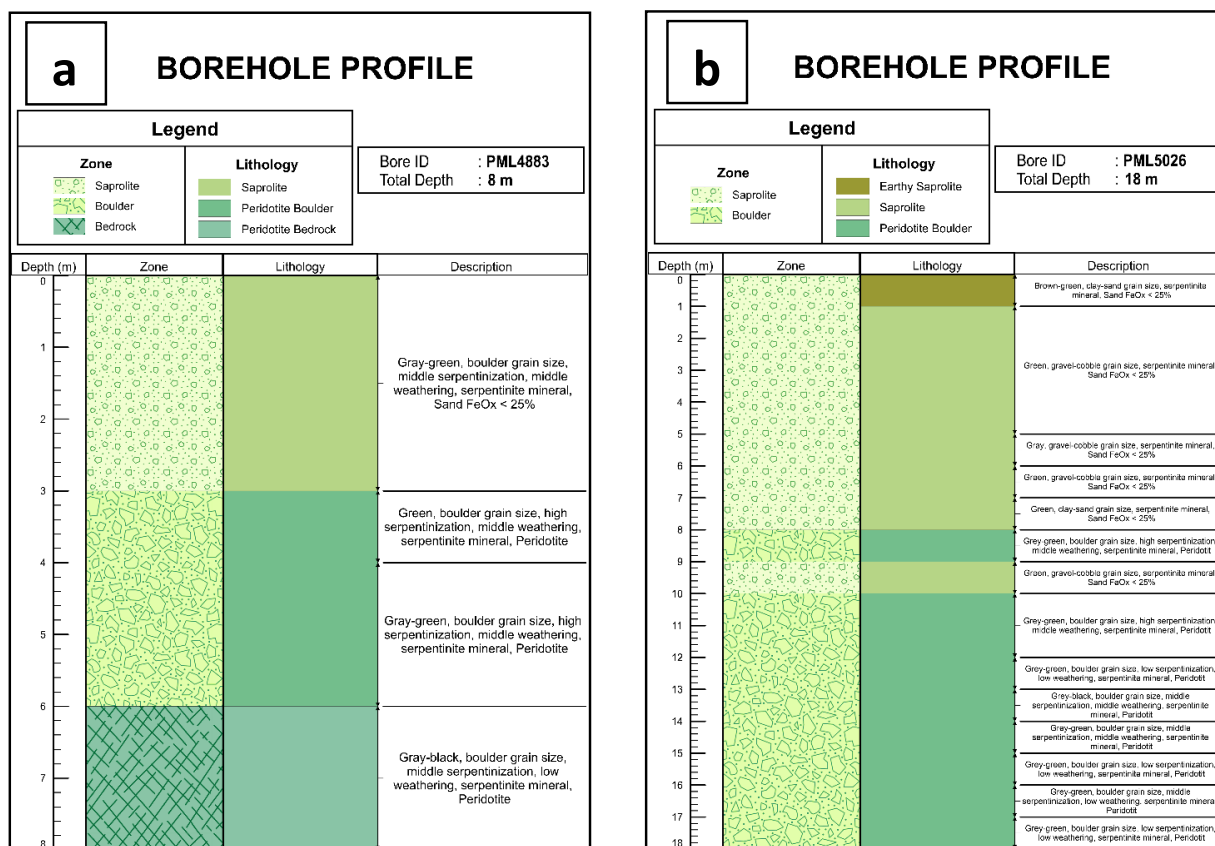 a
BOREHOLE PROFILE
Legend
Zone
Saprolite
Boulder
Bedrock
Lithology
Saprolite
Peridotite Boulder
Peridotite Bedrock
Bore ID : PML4883
Total Depth : 8 m
Depth (m) Zone Lithology Description
0
1
2
3
4
5
6
7
8
Gray-green, boulder grain size,
middle serpentinization, middle
weathering, serpentinite mineral,
Sand FeOx < 25%
Green, boulder grain size, high
serpentinization, middle weathering,
serpentinite mineral, Peridotite
Gray-green, boulder grain size, high
serpentinization, middle weathering,
serpentinite mineral, Peridotite
Gray-black, boulder grain size,
middle serpentinization, low
weathering, serpentinite mineral,
Peridotite
b
BOREHOLE PROFILE
Legend
Zone
Saprolite
Boulder
Lithology
Earthy Saprolite
Saprolite
Peridotite Boulder
Bore ID : PML5026
Total Depth : 18 m
Depth (m) Zone Lithology Description
0
1
2
3
4
5
6
7
8
9
10
11
12
13
14
15
16
17
18
Brown-green, clay-sand grain size, serpentinite
mineral, Sand FeOx < 25%
Green, gravel-cobble grain size, serpentinite mineral
Sand FeOx < 25%
Gray, gravel-cobble grain size, serpentinite mineral,
Sand FeOx < 25%
Green, gravel-cobble grain size, serpentinite mineral
Sand FeOx < 25%
Green, clay-sand grain size, serpentinite mineral,
Sand FeOx < 25%
Grey-green, boulder grain size, high serpentinization
middle weathering, serpentinite mineral, Peridotit
Green, gravel-cobble grain size, serpentinite mineral
Sand FeOx < 25%
Grey-green, boulder grain size, high serpentinization
middle weathering, serpentinite mineral, Peridotit
Grey-green, boulder grain size, low serpentinization,
low weathering, serpentinite mineral, Peridotit
Grey-black, boulder grain size, middle
serpentinization, middle weathering, serpentinite
mineral, Peridotit
Grey-green, boulder grain size, middle
serpentinization, middle weathering, serpentinite
mineral, Peridotit
Grey-green, boulder grain size, low serpentinization,
low weathering, serpentinite mineral, Peridotit
Grey-green, boulder grain size, middle
serpentinization, low weathering, serpentinite minera
Peridotit
Grey-green, boulder grain size, low serpentinization,
low weathering, serpentinite mineral, Peridotit